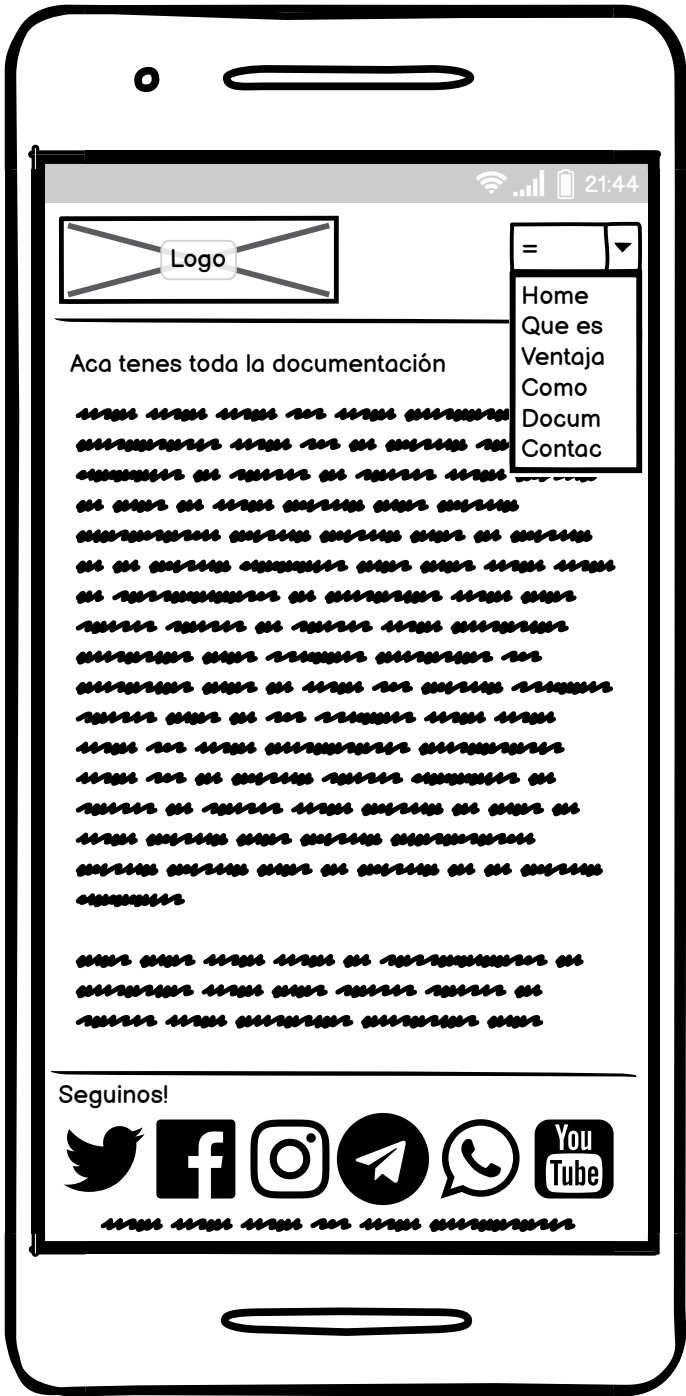 21:44
Logo
=
Home
Que es
Ventaja
Como
Docum
Contac
Aca tenes toda la documentación
Seguinos!
You
Tube